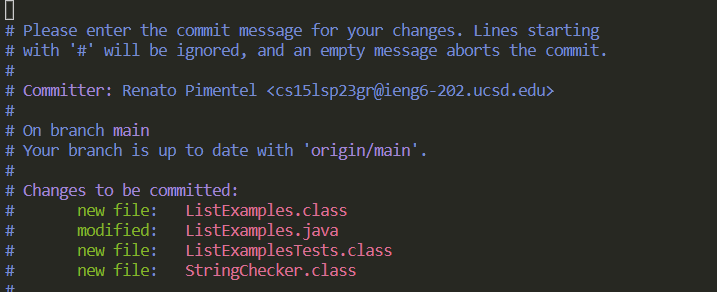 # Please enter the commit message for your changes. Lines starting
# with '#' will be ignored, and an empty message aborts the commit.
#
# Committer: Renato Pimentel <cs15lsp23gr@ieng6-202.ucsd.edu>
#
# On branch main
# Your branch is up to date with 'origin/main'.
#
# Changes to be committed:
#       new file:   ListExamples.class
#       modified:   ListExamples.java
#       new file:   ListExamplesTests.class
#       new file:   StringChecker.class
#